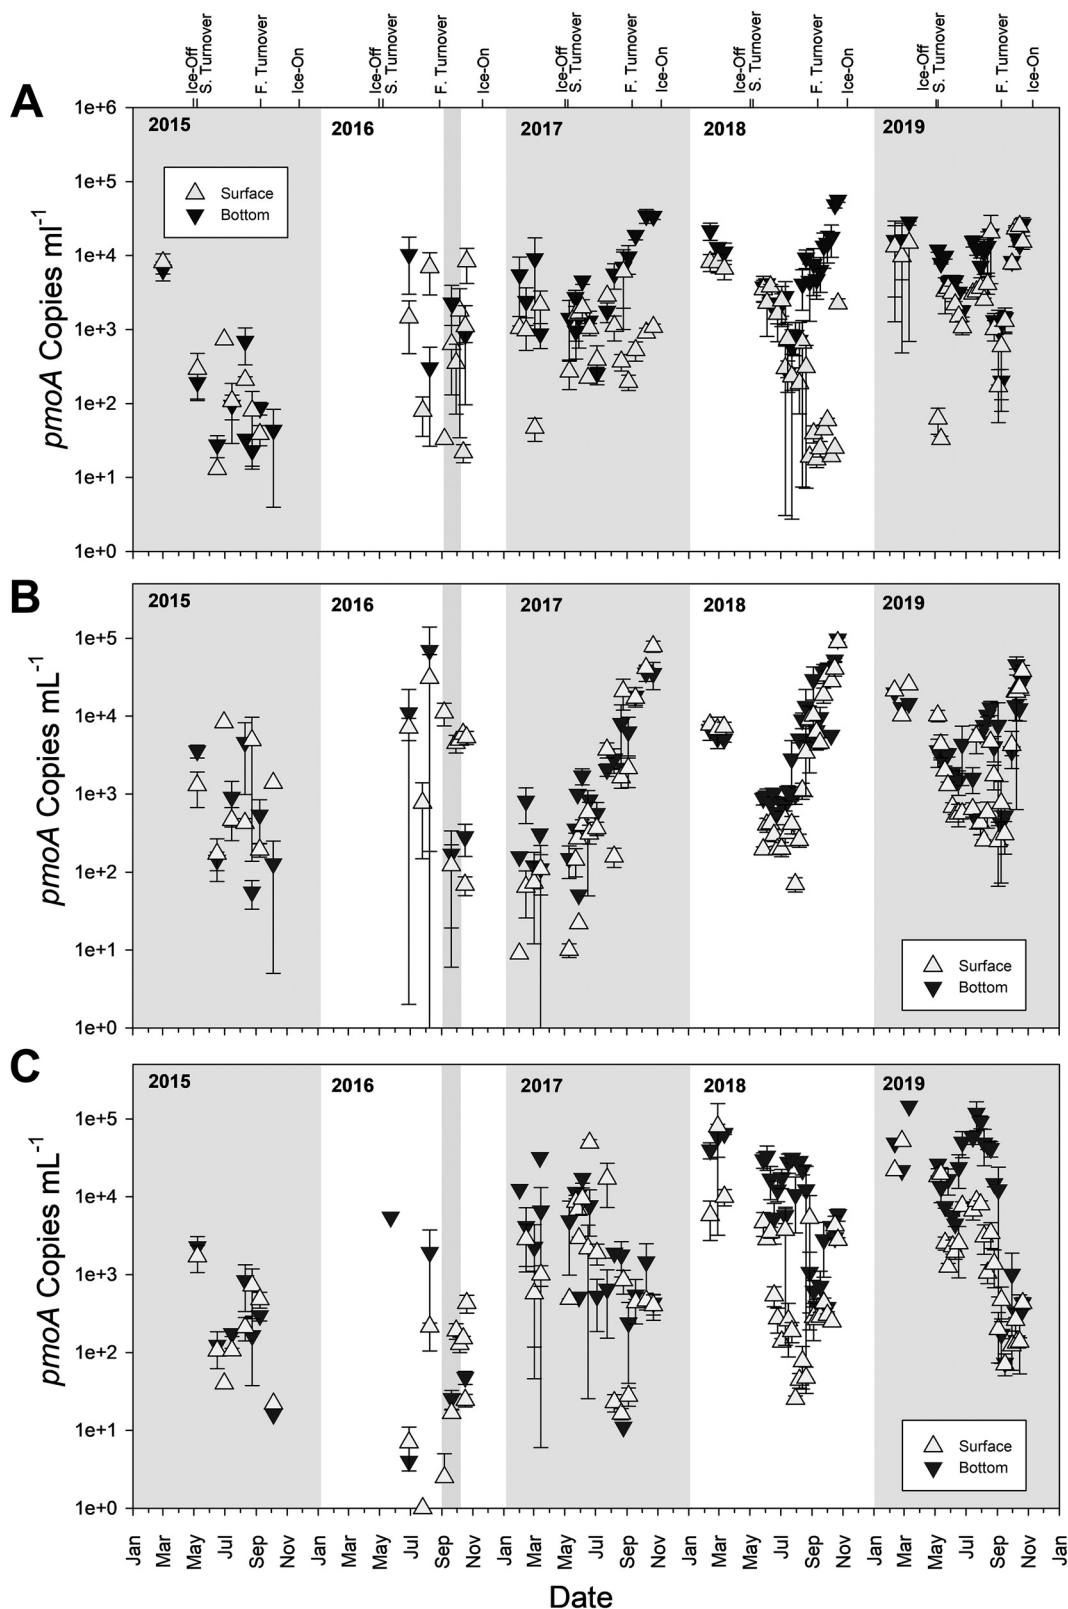 Ice-Off S. Turnover F. Turnover Ice-On Ice-Off S. Turnover F. Turnover Ice-On Ice-Off S. Turnover F. Turnover Ice-On Ice-Off S. Turnover F. Turnover Ice-On Ice-Off S. Turnover F. Turnover Ice-On
A
pmoA Copies ml⁻¹
1e+6
1e+5
1e+4
1e+3
1e+2
1e+1
1e+0
2015 2016 2017 2018 2019
Surface
Bottom
B
pmoA Copies mL⁻¹
1e+5
1e+4
1e+3
1e+2
1e+1
1e+0
2015 2016 2017 2018 2019
Surface
Bottom
C
pmoA Copies mL⁻¹
1e+5
1e+4
1e+3
1e+2
1e+1
1e+0
2015 2016 2017 2018 2019
Surface
Bottom
Jan Mar May Jul Sep Nov Jan Mar May Jul Sep Nov Jan Mar May Jul Sep Nov Jan Mar May Jul Sep Nov Jan Mar May Jul Sep Nov Jan
Date